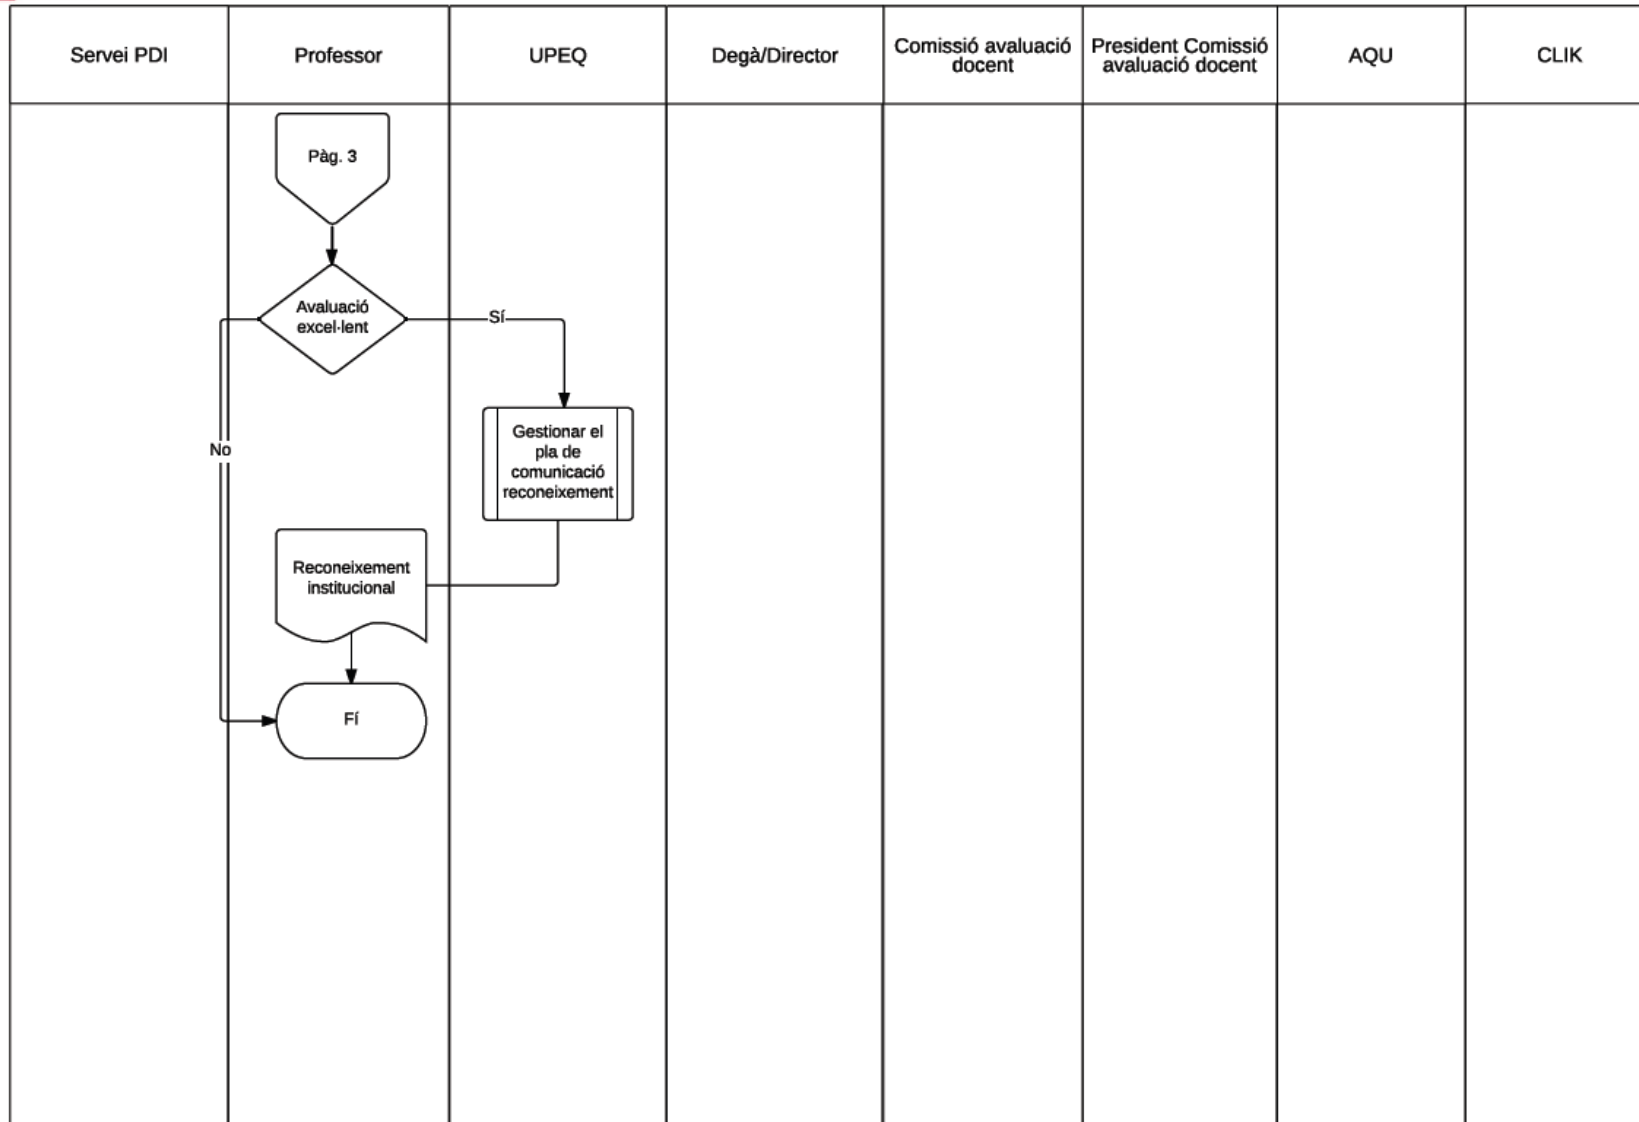 Servei PDI
Professor
UPEQ
Degà/Director
Comissió avaluació
docent
President Comissió
avaluació docent
AQU
CLIK
Pàg. 3
Avaluació
excel·lent
Sí
No
Gestionar el
pla de
comunicació
reconeixement
Reconeixement
institucional
Fí